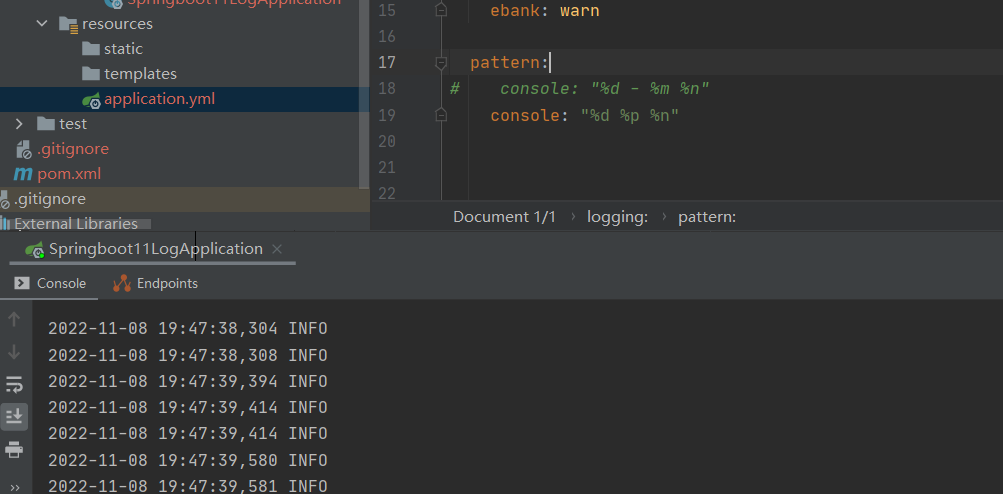 Springboot11LogApplication
resources
static
templates
application.yml
test
.gitignore
m pom.xml
.gitignore
External Libraries
15 ebank: warn
16
17 pattern:
18 # console: "%d - %m %n"
19 console: "%d %p %n"
20
21
22
Document 1/1 › logging: › pattern:
Springboot11LogApplication ×
Console Endpoints
2022-11-08 19:47:38,304 INFO
2022-11-08 19:47:38,308 INFO
2022-11-08 19:47:39,394 INFO
2022-11-08 19:47:39,414 INFO
2022-11-08 19:47:39,414 INFO
2022-11-08 19:47:39,580 INFO
2022-11-08 19:47:39,581 INFO